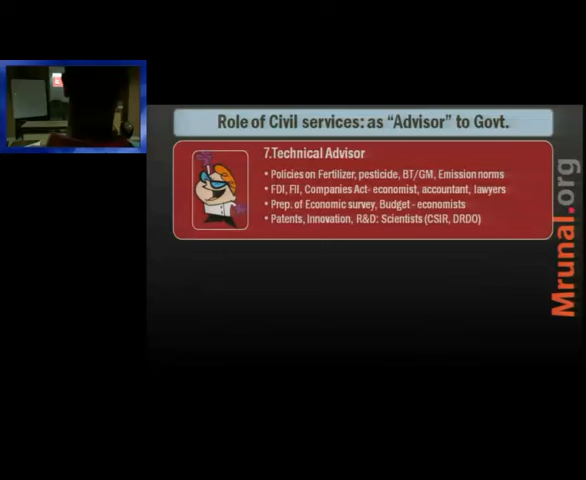 Role of Civil services: as “Advisor” to Govt.
7.Technical Advisor
• Policies on Fertilizer, pesticide, BT/GM, Emission norms
• FDI, FII, Companies Act- economist, accountant, lawyers
• Prep. of Economic survey, Budget - economists
• Patents, Innovation, R&D: Scientists (CSIR, DRDO)
Mrunal.org